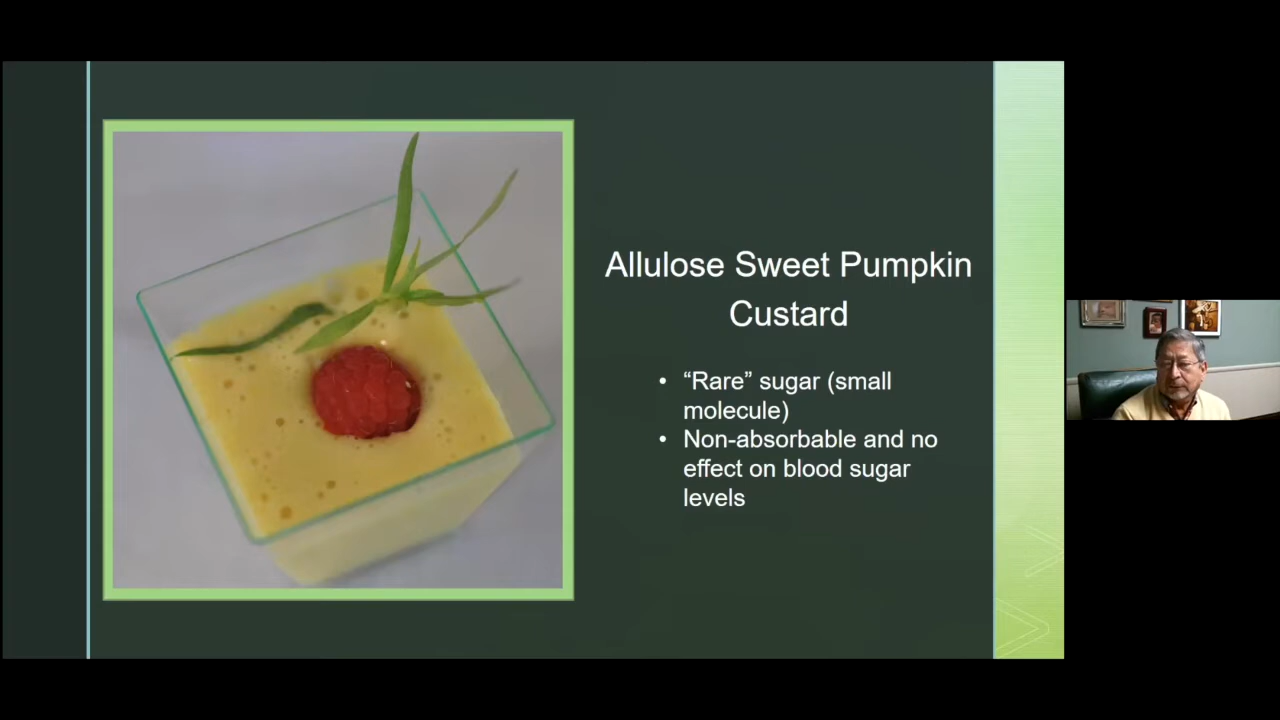 Allulose Sweet Pumpkin
Custard
• “Rare” sugar (small
molecule)
• Non-absorbable and no
effect on blood sugar
levels